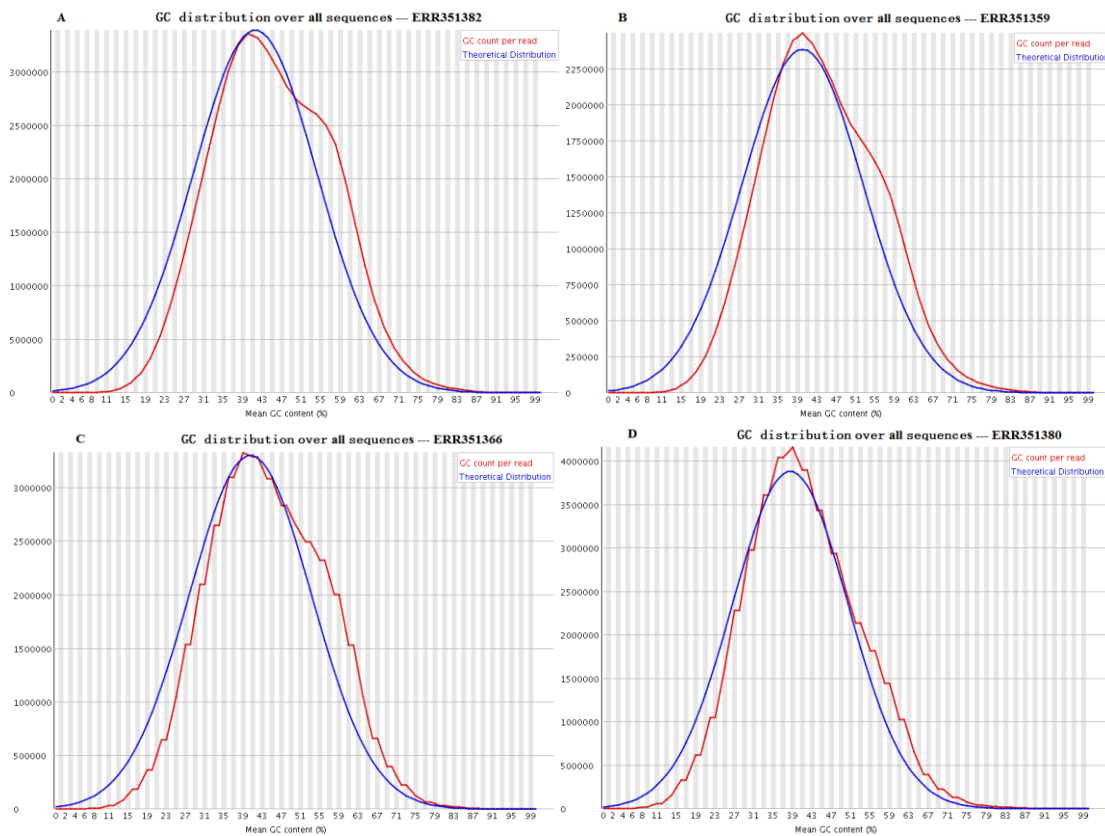 A GC distribution over all sequences --- ERR351382
GC count per read
Theoretical Distribution
3000000
2500000
2000000
1500000
1000000
500000
0
0 2 4 6 8 11 15 19 23 27 31 35 39 43 47 51 55 59 63 67 71 75 79 83 87 91 95 99
Mean GC content (%)
B GC distribution over all sequences --- ERR351359
GC count per read
Theoretical Distribution
2250000
2000000
1750000
1500000
1250000
1000000
750000
500000
250000
0
0 2 4 6 8 11 15 19 23 27 31 35 39 43 47 51 55 59 63 67 71 75 79 83 87 91 95 99
Mean GC content (%)
C GC distribution over all sequences --- ERR351366
GC count per read
Theoretical Distribution
3000000
2500000
2000000
1500000
1000000
500000
0
0 2 4 6 8 11 15 19 23 27 31 35 39 43 47 51 55 59 63 67 71 75 79 83 87 91 95 99
Mean GC content (%)
D GC distribution over all sequences --- ERR351380
GC count per read
Theoretical Distribution
4000000
3500000
3000000
2500000
2000000
1500000
1000000
500000
0
0 2 4 6 8 11 15 19 23 27 31 35 39 43 47 51 55 59 63 67 71 75 79 83 87 91 95 99
Mean GC content (%)